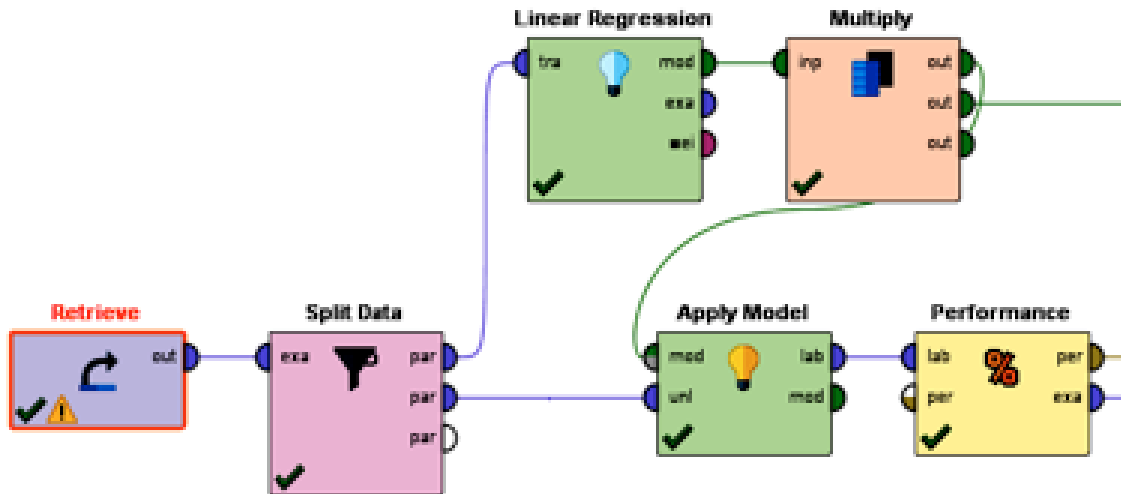 Linear Regression
Multiply
tra
mod
exa
wei
inp
out
out
out
Retrieve
Split Data
Apply Model
Performance
out
exa
par
par
par
mod
unl
lab
mod
lab
per
%
per
exa